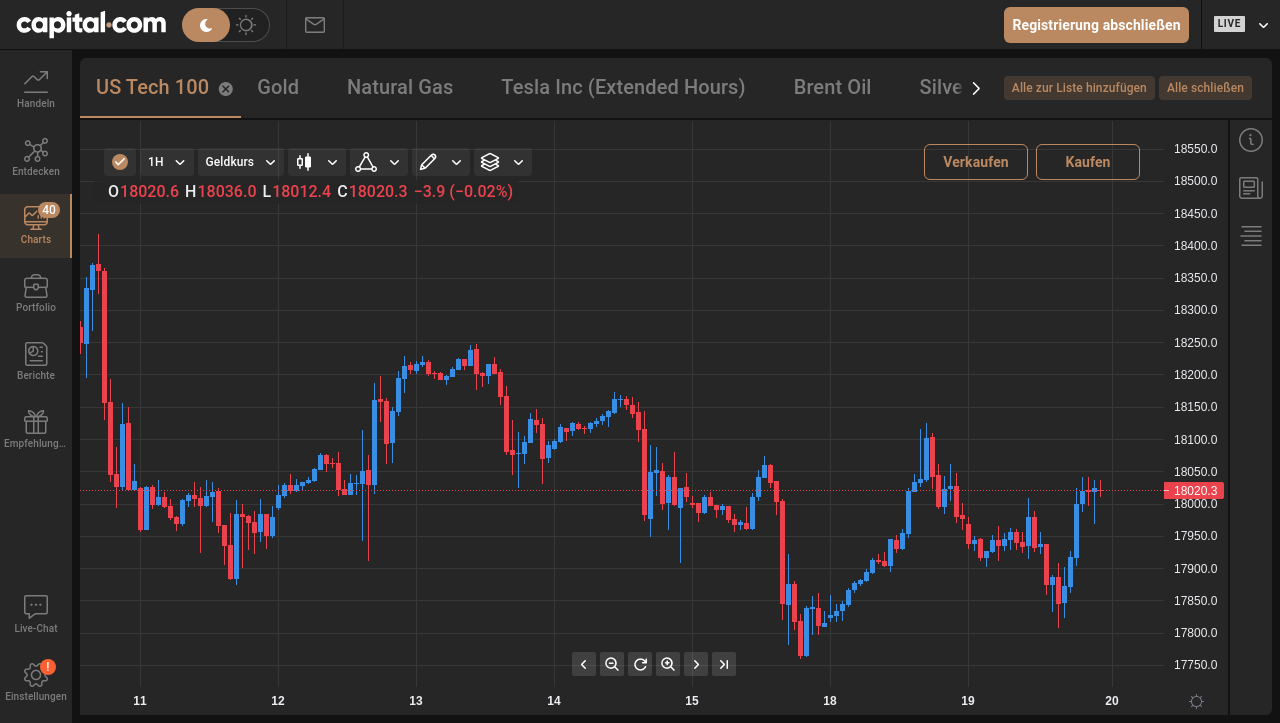 capital.com
Registrierung abschließen
LIVE
Handeln
Entdecken
40
Charts
Portfolio
Berichte
Empfehlung...
Live-Chat
!
Einstellungen
US Tech 100
Gold
Natural Gas
Tesla Inc (Extended Hours)
Brent Oil
Silve
Alle zur Liste hinzufügen
Alle schließen
1H
Geldkurs
Verkaufen
Kaufen
O18020.6 H18036.0 L18012.4 C18020.3 −3.9 (−0.02%)
18550.0
18500.0
18450.0
18400.0
18350.0
18300.0
18250.0
18200.0
18150.0
18100.0
18050.0
18020.3
18000.0
17950.0
17900.0
17850.0
17800.0
17750.0
11 12 13 14 15 18 19 20